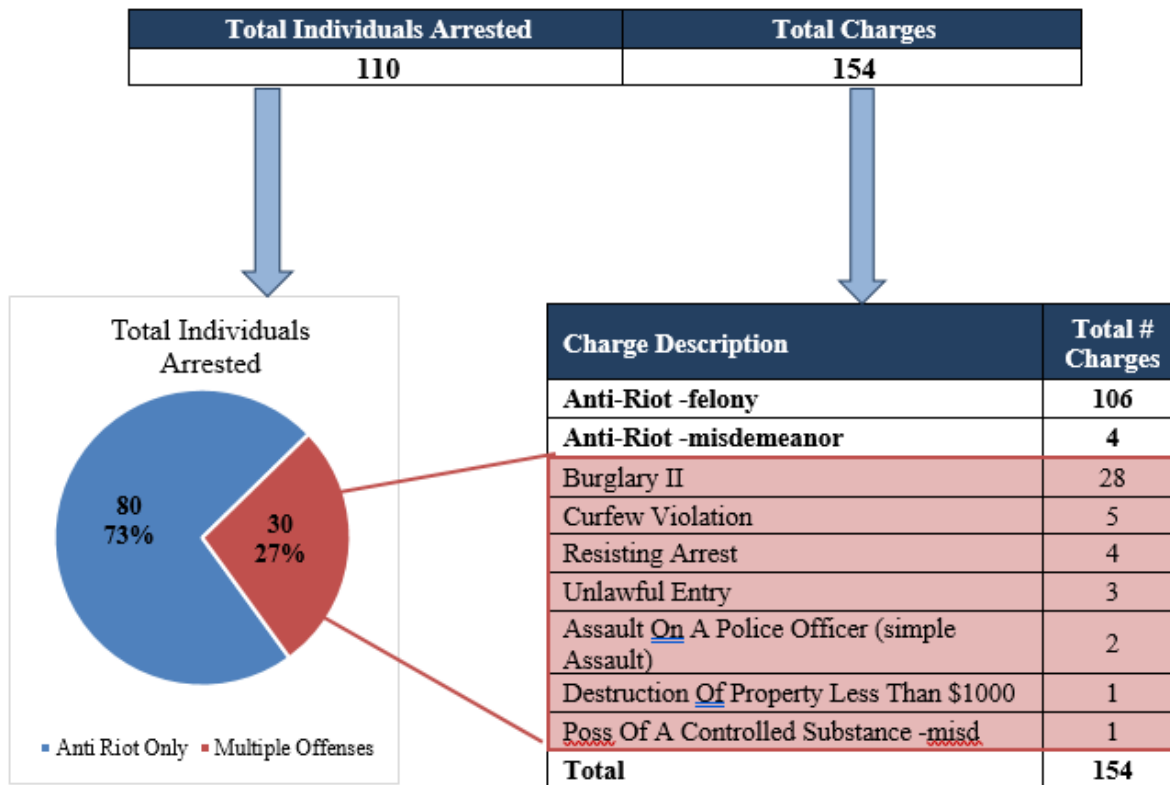 Total Individuals Arrested Total Charges
110 154
Total Individuals
Arrested
80
73%
30
27%
Anti Riot Only Multiple Offenses
Charge Description Total #
Charges
Anti-Riot -felony 106
Anti-Riot -misdemeanor 4
Burglary II 28
Curfew Violation 5
Resisting Arrest 4
Unlawful Entry 3
Assault On A Police Officer (simple
Assault) 2
Destruction Of Property Less Than $1000 1
Poss Of A Controlled Substance -misd 1
Total 154